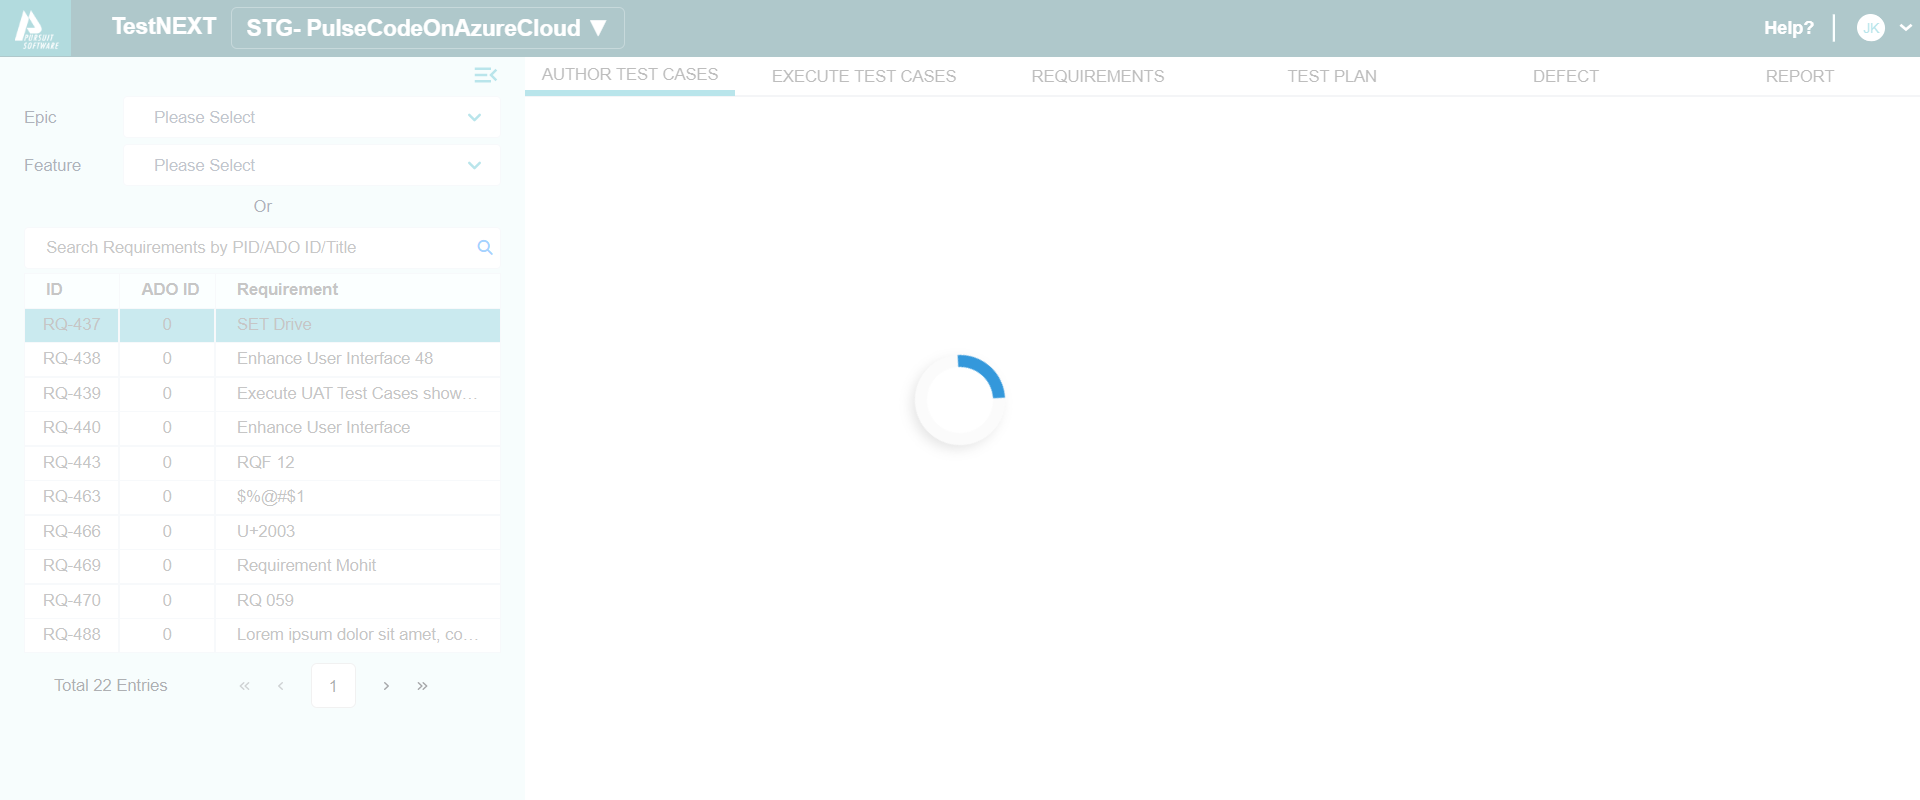 PURSUIT
SOFTWARE
TestNEXT
STG- PulseCodeOnAzureCloud ▼
Help?
JK
AUTHOR TEST CASES
EXECUTE TEST CASES
REQUIREMENTS
TEST PLAN
DEFECT
REPORT
Epic
Please Select
Feature
Please Select
Or
Search Requirements by PID/ADO ID/Title
ID ADO ID Requirement
RQ-437 0 SET Drive
RQ-438 0 Enhance User Interface 48
RQ-439 0 Execute UAT Test Cases show...
RQ-440 0 Enhance User Interface
RQ-443 0 RQF 12
RQ-463 0 $%@#$1
RQ-466 0 U+2003
RQ-469 0 Requirement Mohit
RQ-470 0 RQ 059
RQ-488 0 Lorem ipsum dolor sit amet, co...
Total 22 Entries « ‹ 1 › »